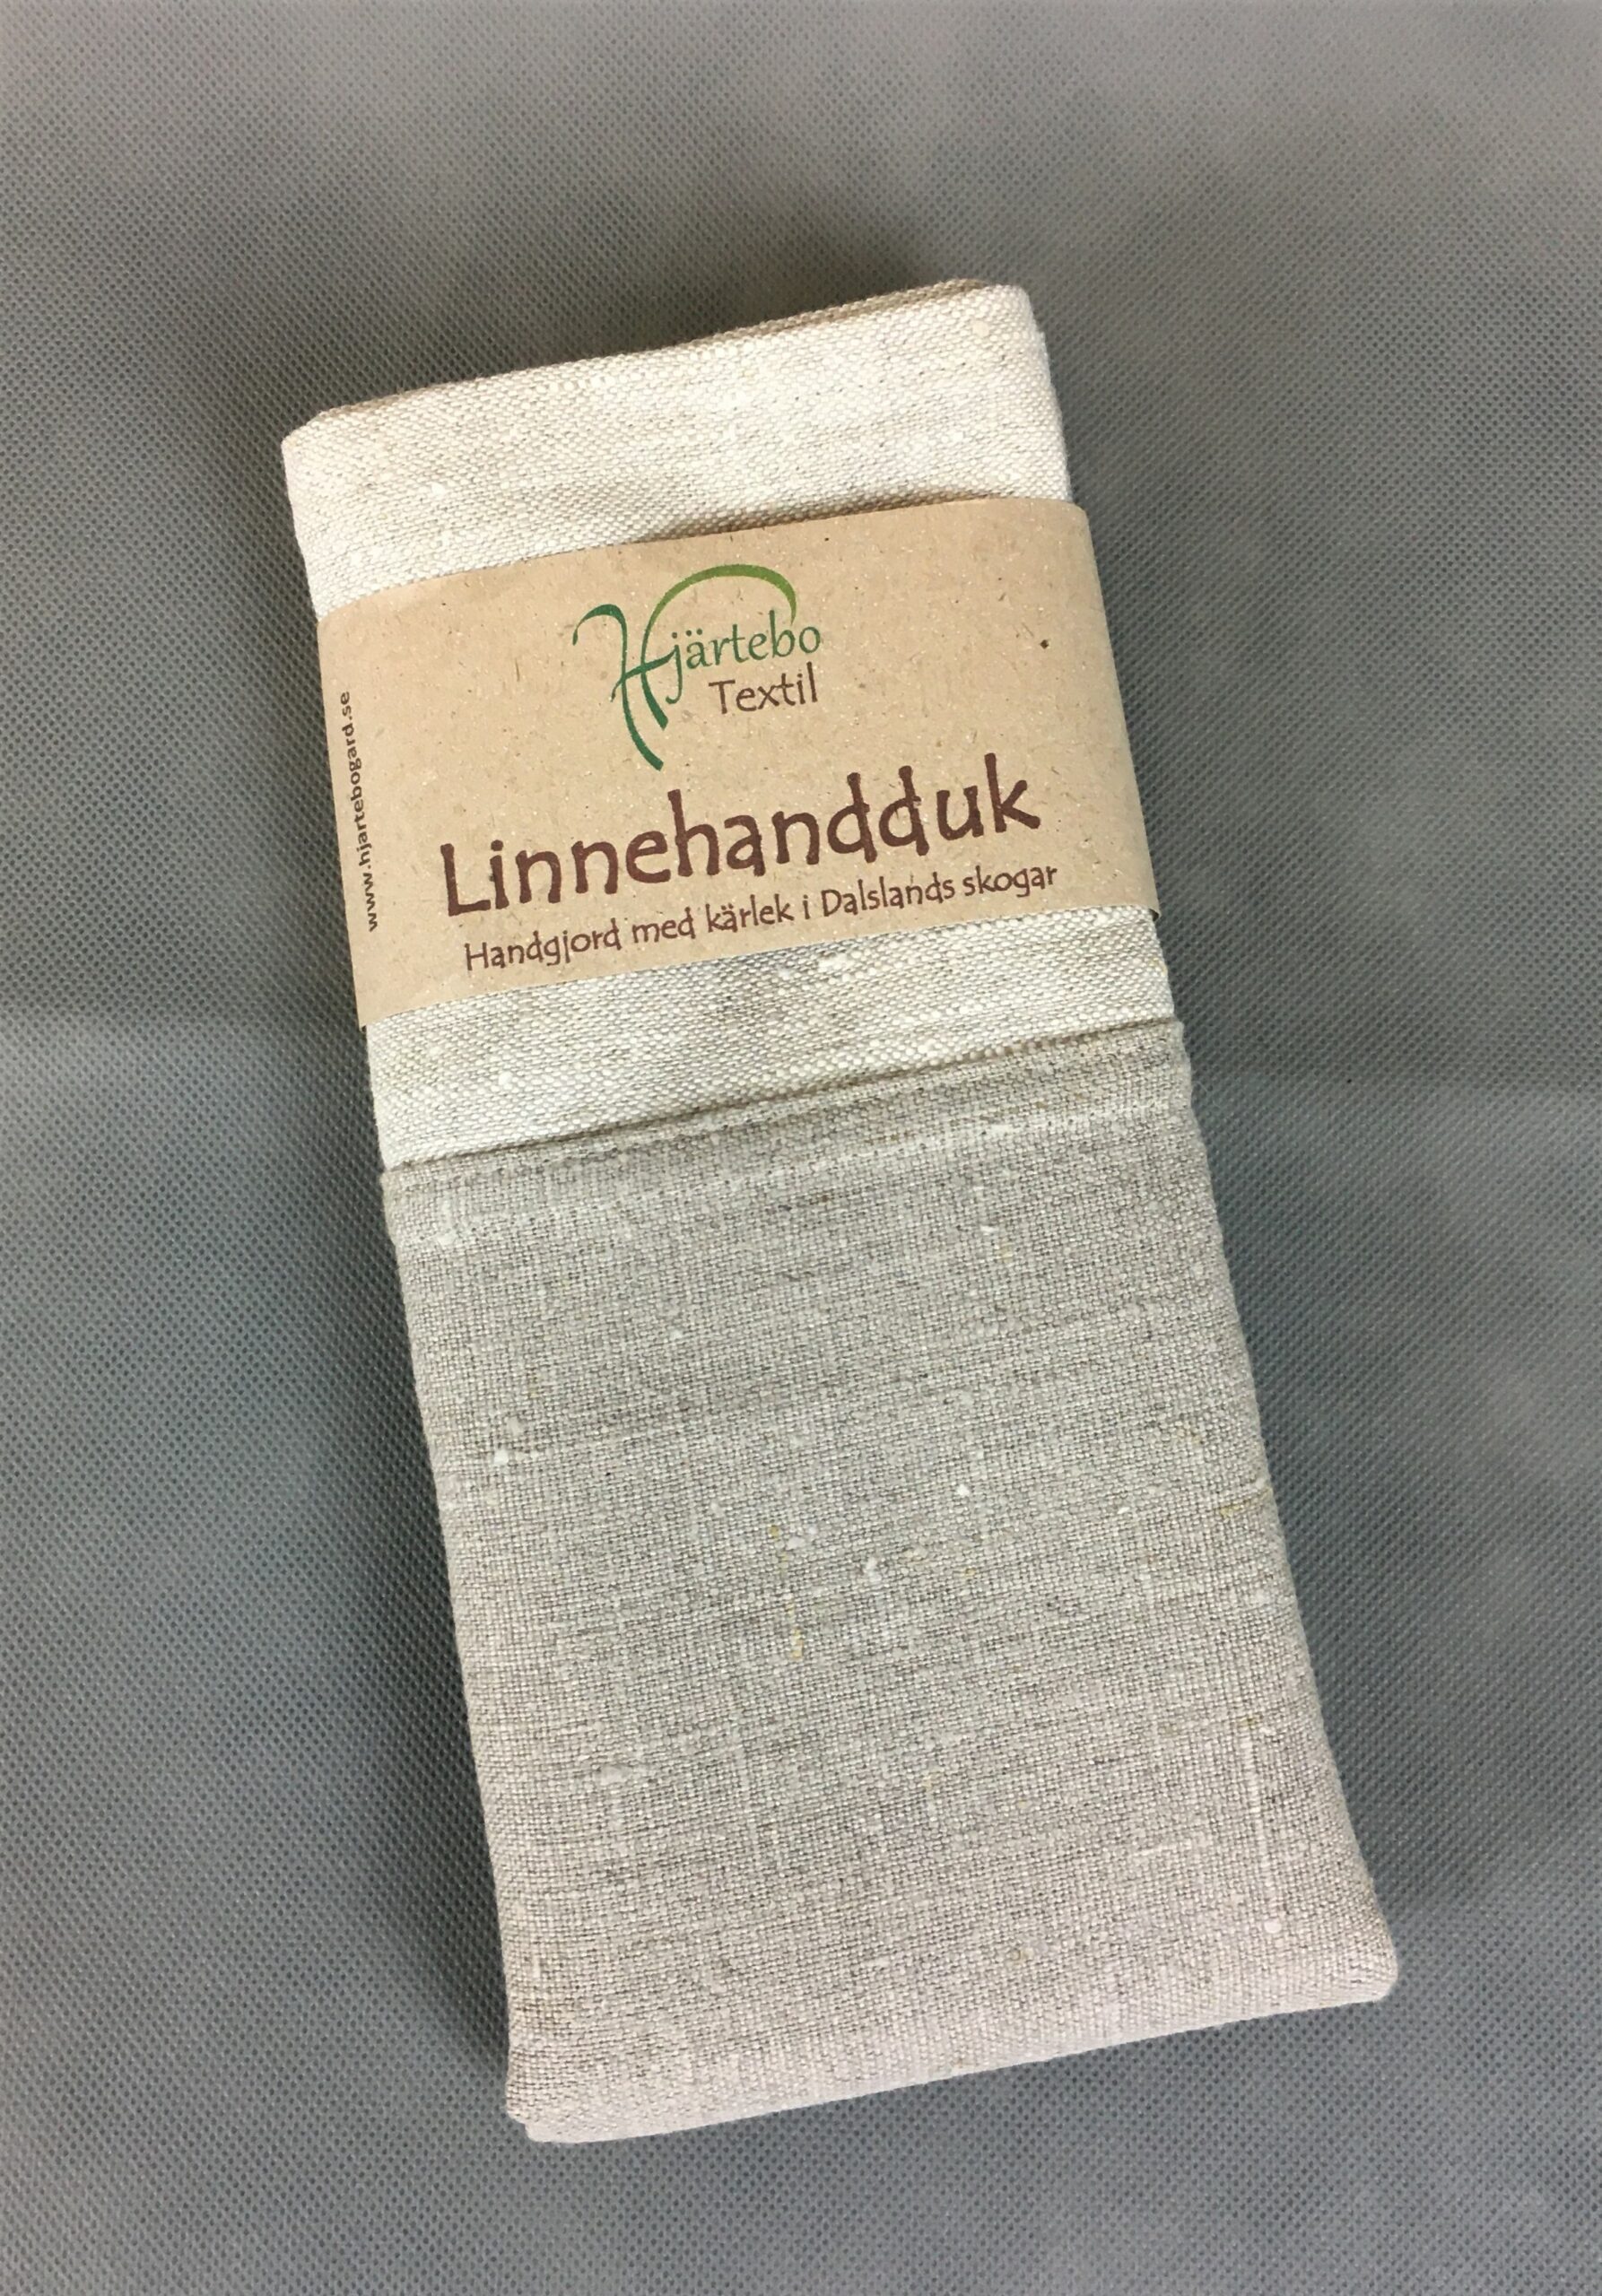 Hjärtebo
Textil
Linnehandduk
Handgjord med kärlek i Dalslands skogar
www.hjartebogard.se